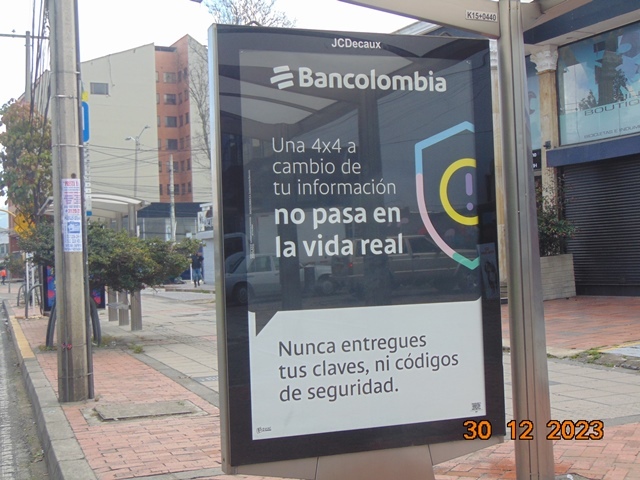 K15+0440
JCDecaux
Bancolombia
Una 4x4 a
cambio de
tu información
no pasa en
la vida real
Nunca entregues
tus claves, ni códigos
de seguridad.
30 12 2023